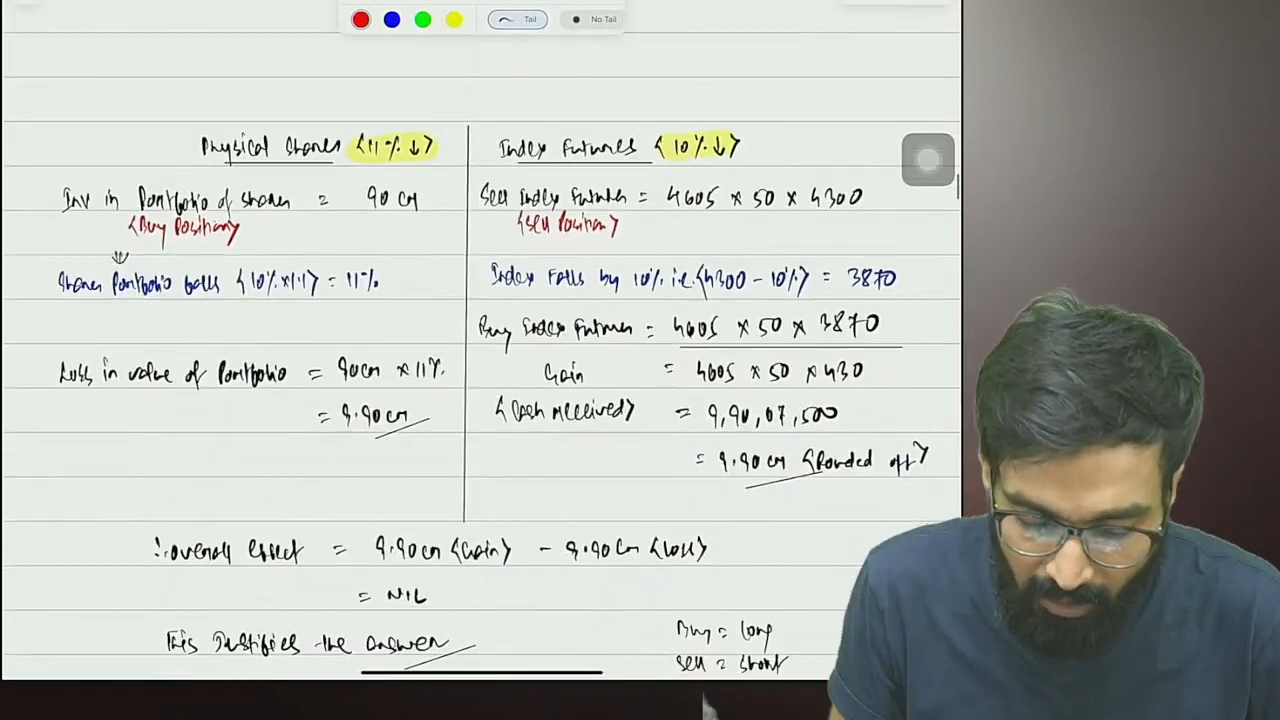 Tail
No Tail
Physical Shares <11% ↓>
Inv in Portfolio of shares = 90 cr
<Buy Position>
Shares Portfolio falls <10% × 1.1> = 11%
Loss in value of Portfolio = 90cr × 11%
= 9.90 cr
Index Futures <10% ↓>
Sell Index Futures = 4605 × 50 × 4300
<Sell Position>
Index Falls by 10% i.e. <4300 - 10%> = 3870
Buy Index Futures = 4605 × 50 × 3870
Gain = 4605 × 50 × 430
<Cash received> = 9,90,07,500
= 9.90 cr <Rounded off>
∴ overall effect = 9.90 cr <Gain> - 9.90 cr <Loss>
= NIL
This Justifies the answer
Buy = long
Sell = short